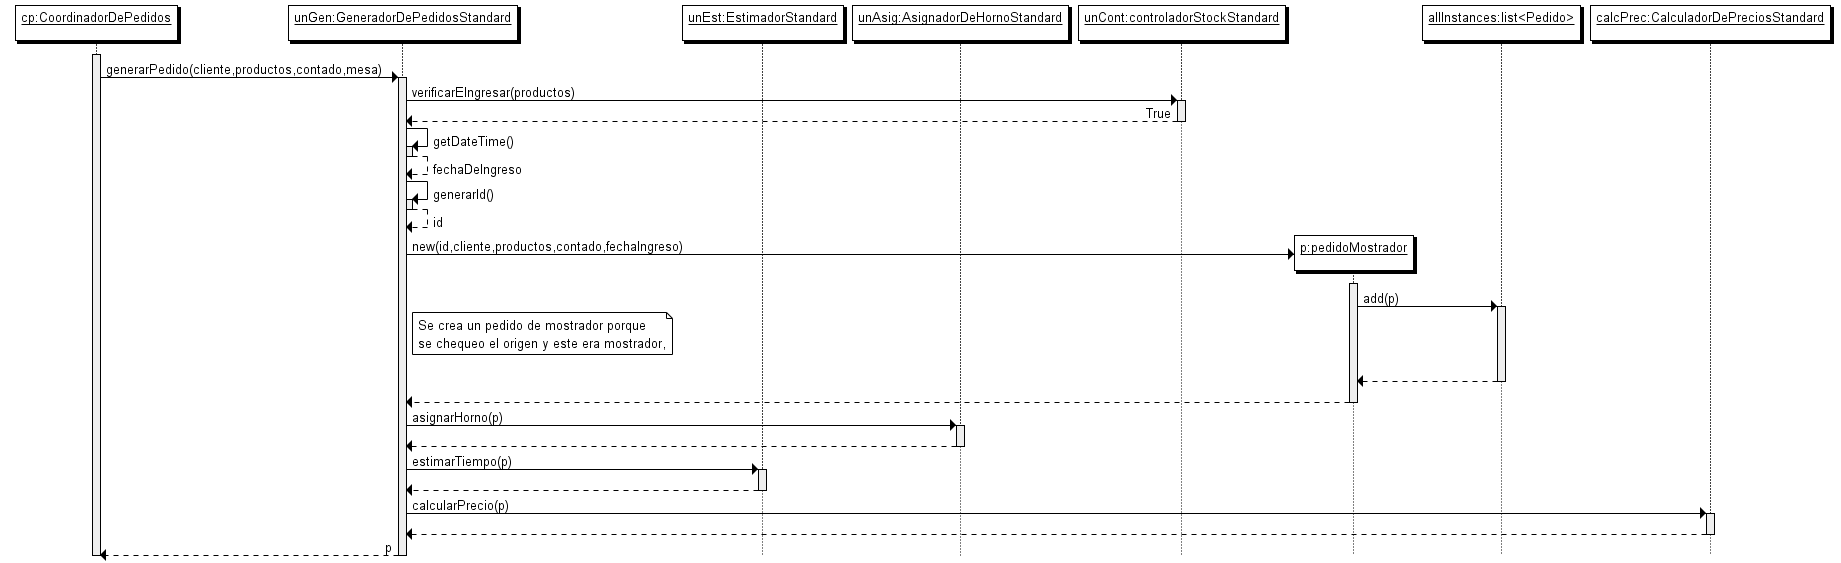 cp:CoordinadorDePedidos
unGen:GeneradorDePedidosStandard
unEst:EstimadorStandard
unAsig:AsignadorDeHornoStandard
unCont:controladorStockStandard
allInstances:list<Pedido>
calcPrec:CalculadorDePreciosStandard
generarPedido(cliente,productos,contado,mesa)
verificarEIngresar(productos)
True
getDateTime()
fechaDeIngreso
generarId()
id
new(id,cliente,productos,contado,fechaIngreso)
p:pedidoMostrador
add(p)
Se crea un pedido de mostrador porque
se chequeo el origen y este era mostrador,
asignarHorno(p)
estimarTiempo(p)
calcularPrecio(p)
p